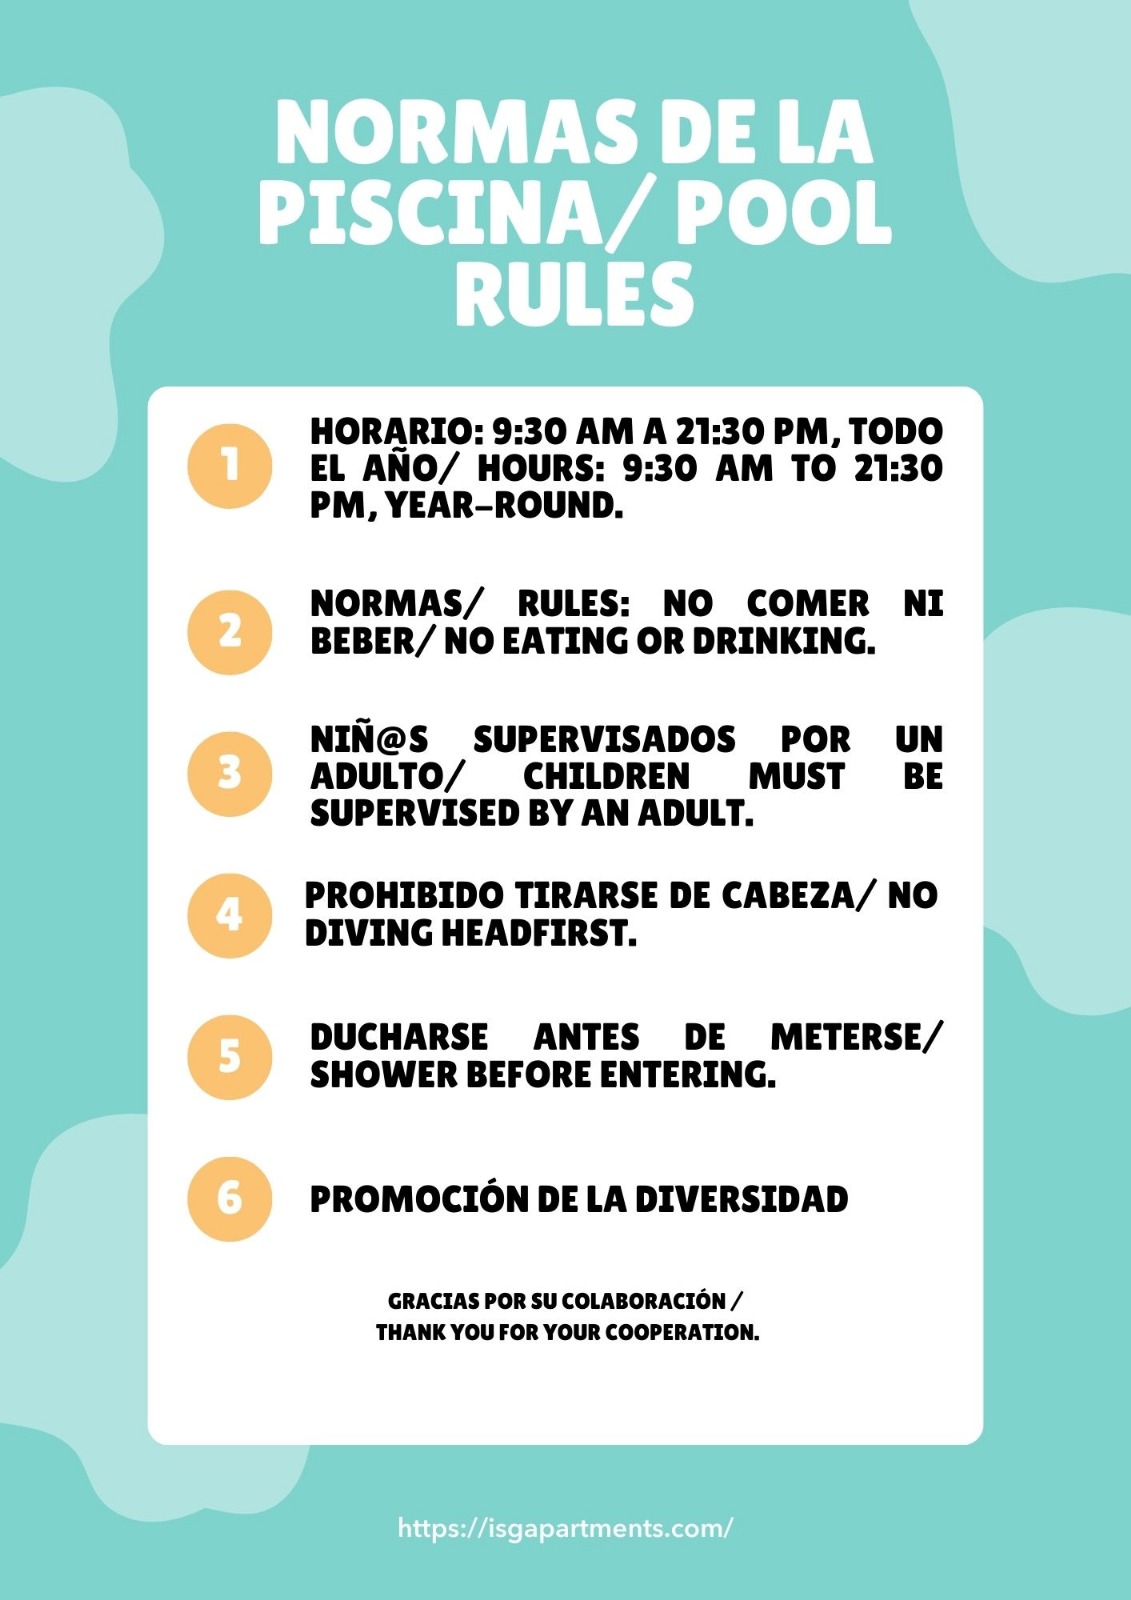 NORMAS DE LA
PISCINA/ POOL
RULES
1
HORARIO: 9:30 AM A 21:30 PM, TODO
EL AÑO/ HOURS: 9:30 AM TO 21:30
PM, YEAR-ROUND.
2
NORMAS/ RULES: NO COMER NI
BEBER/ NO EATING OR DRINKING.
3
NIÑ@S SUPERVISADOS POR UN
ADULTO/ CHILDREN MUST BE
SUPERVISED BY AN ADULT.
4
PROHIBIDO TIRARSE DE CABEZA/ NO
DIVING HEADFIRST.
5
DUCHARSE ANTES DE METERSE/
SHOWER BEFORE ENTERING.
6
PROMOCIÓN DE LA DIVERSIDAD
GRACIAS POR SU COLABORACIÓN /
THANK YOU FOR YOUR COOPERATION.
https://isgapartments.com/